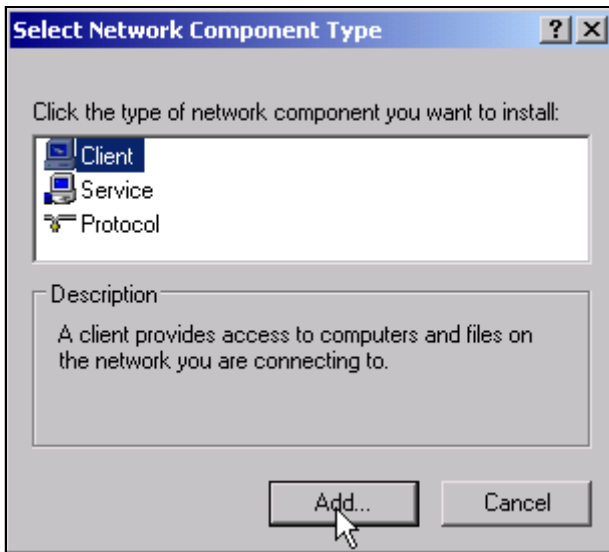 Select Network Component Type
Click the type of network component you want to install:
Client
Service
Protocol
Description
A client provides access to computers and files on
the network you are connecting to.
Add... Cancel